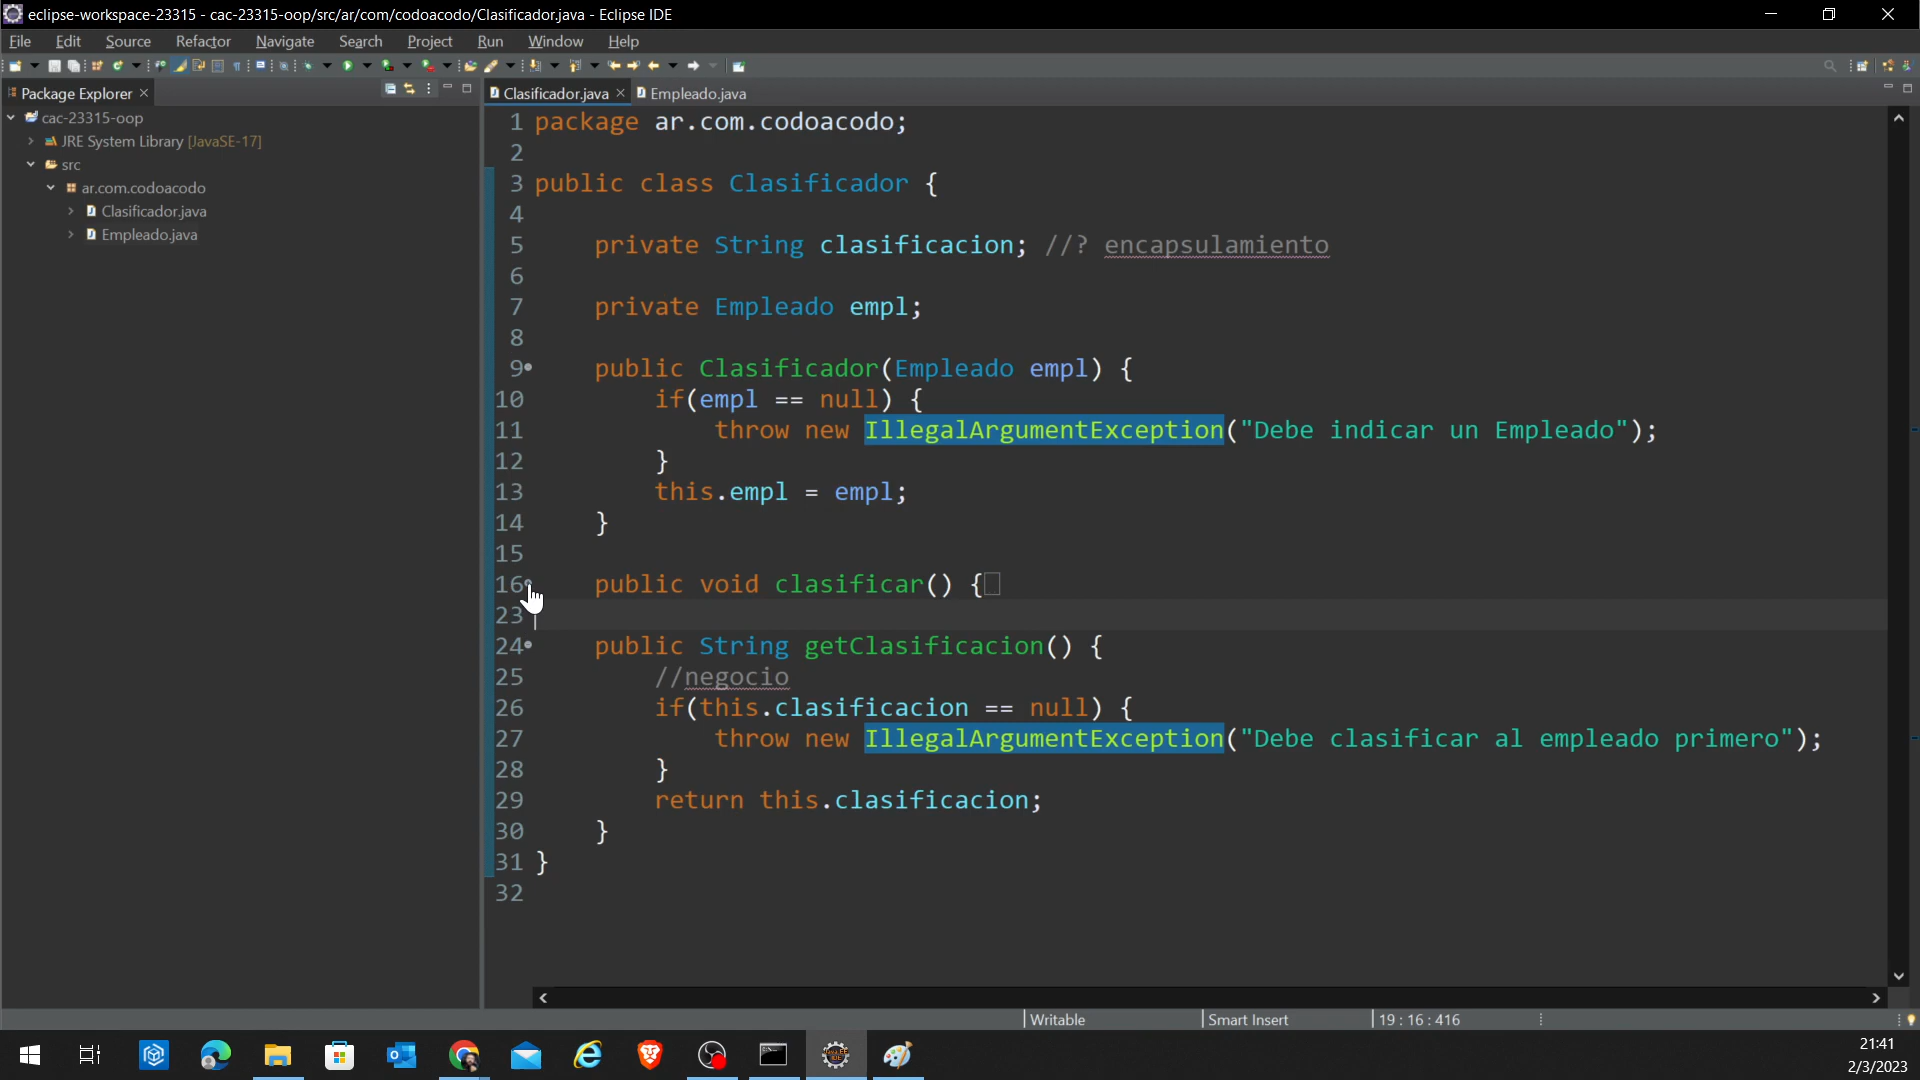 eclipse-workspace-23315 - cac-23315-oop/src/ar/com/codoacodo/Clasificador.java - Eclipse IDE
File Edit Source Refactor Navigate Search Project Run Window Help
Package Explorer
cac-23315-oop
JRE System Library [JavaSE-17]
src
ar.com.codoacodo
Clasificador.java
Empleado.java
Clasificador.java Empleado.java
1 package ar.com.codoacodo;
2
3 public class Clasificador {
4
5 private String clasificacion; //? encapsulamiento
6
7 private Empleado empl;
8
9 public Clasificador(Empleado empl) {
10 if(empl == null) {
11 throw new IllegalArgumentException("Debe indicar un Empleado");
12 }
13 this.empl = empl;
14 }
15
16 public void clasificar() {
23
24 public String getClasificacion() {
25 //negocio
26 if(this.clasificacion == null) {
27 throw new IllegalArgumentException("Debe clasificar al empleado primero");
28 }
29 return this.clasificacion;
30 }
31 }
32
Writable Smart Insert 19 : 16 : 416
21:41
2/3/2023